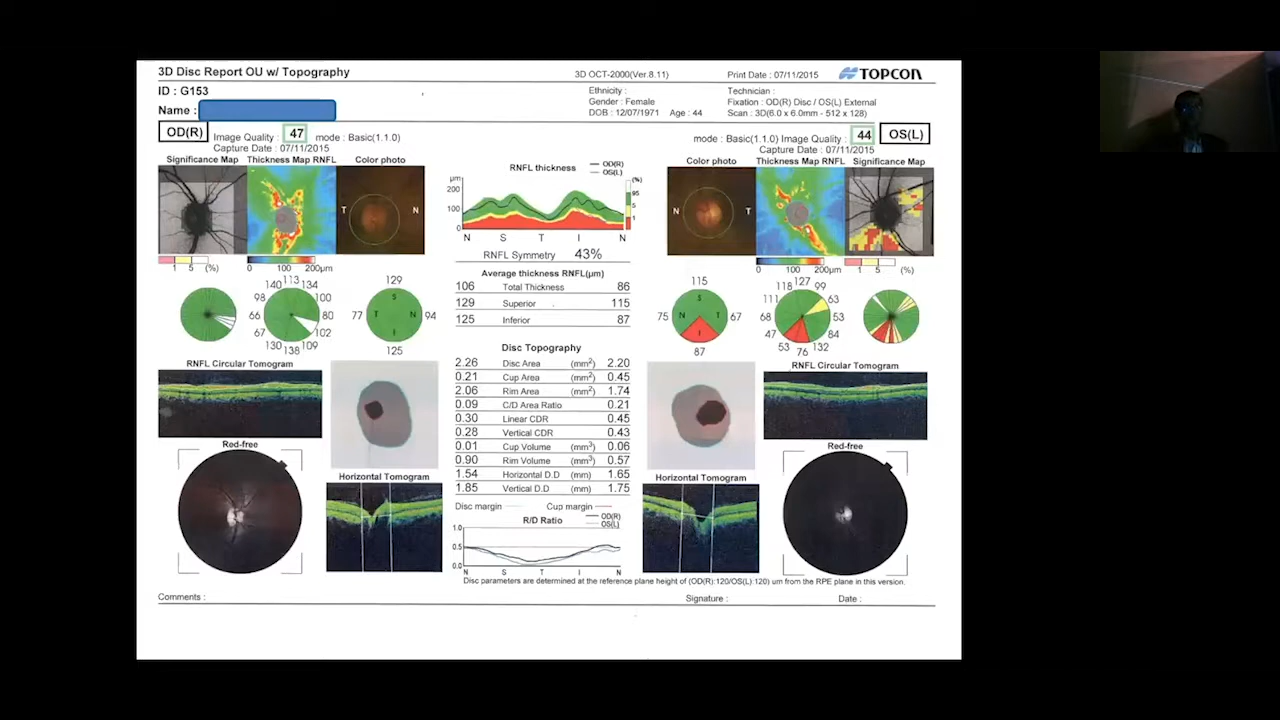 3D Disc Report OU w/ Topography
3D OCT-2000(Ver.8.11)
Print Date : 07/11/2015
TOPCON
ID : G153
Ethnicity :
Technician :
Gender : Female
Fixation : OD(R) Disc / OS(L) External
Name :
DOB : 12/07/1971 Age : 44
Scan : 3D(6.0 x 6.0mm - 512 x 128)
OD(R)
Image Quality : 47 mode : Basic(1.1.0)
mode : Basic(1.1.0) Image Quality : 44
OS(L)
Capture Date : 07/11/2015
Capture Date : 07/11/2015
Significance Map Thickness Map RNFL Color photo
RNFL thickness
OD(R)
OS(L)
Color photo Thickness Map RNFL Significance Map
μm
200
100
0
(%)
95
5
1
T N
N T
N S T I N
RNFL Symmetry 43%
1 5 (%)
0 100 200μm
0 100 200μm
1 5 (%)
Average thickness RNFL(μm)
106 Total Thickness 86
129 Superior 115
125 Inferior 87
140 113 134
98 100
66 80
67 102
130 138 109
129
77 T S N I 94
125
115
75 N S T I 67
87
118 127 99
111 63
68 53
47 84
53 76 132
RNFL Circular Tomogram
Disc Topography
RNFL Circular Tomogram
2.26 Disc Area (mm²) 2.20
0.21 Cup Area (mm²) 0.45
2.06 Rim Area (mm²) 1.74
0.09 C/D Area Ratio 0.21
0.30 Linear CDR 0.45
0.28 Vertical CDR 0.43
0.01 Cup Volume (mm³) 0.06
0.90 Rim Volume (mm³) 0.57
1.54 Horizontal D.D (mm) 1.65
1.85 Vertical D.D (mm) 1.75
Red-free
Red-free
Horizontal Tomogram
Horizontal Tomogram
Disc margin Cup margin
R/D Ratio
OD(R)
OS(L)
1.0
0.5
0.0
N S T I N
Disc parameters are determined at the reference plane height of (OD(R):120/OS(L):120) um from the RPE plane in this version.
Comments :
Signature :
Date :